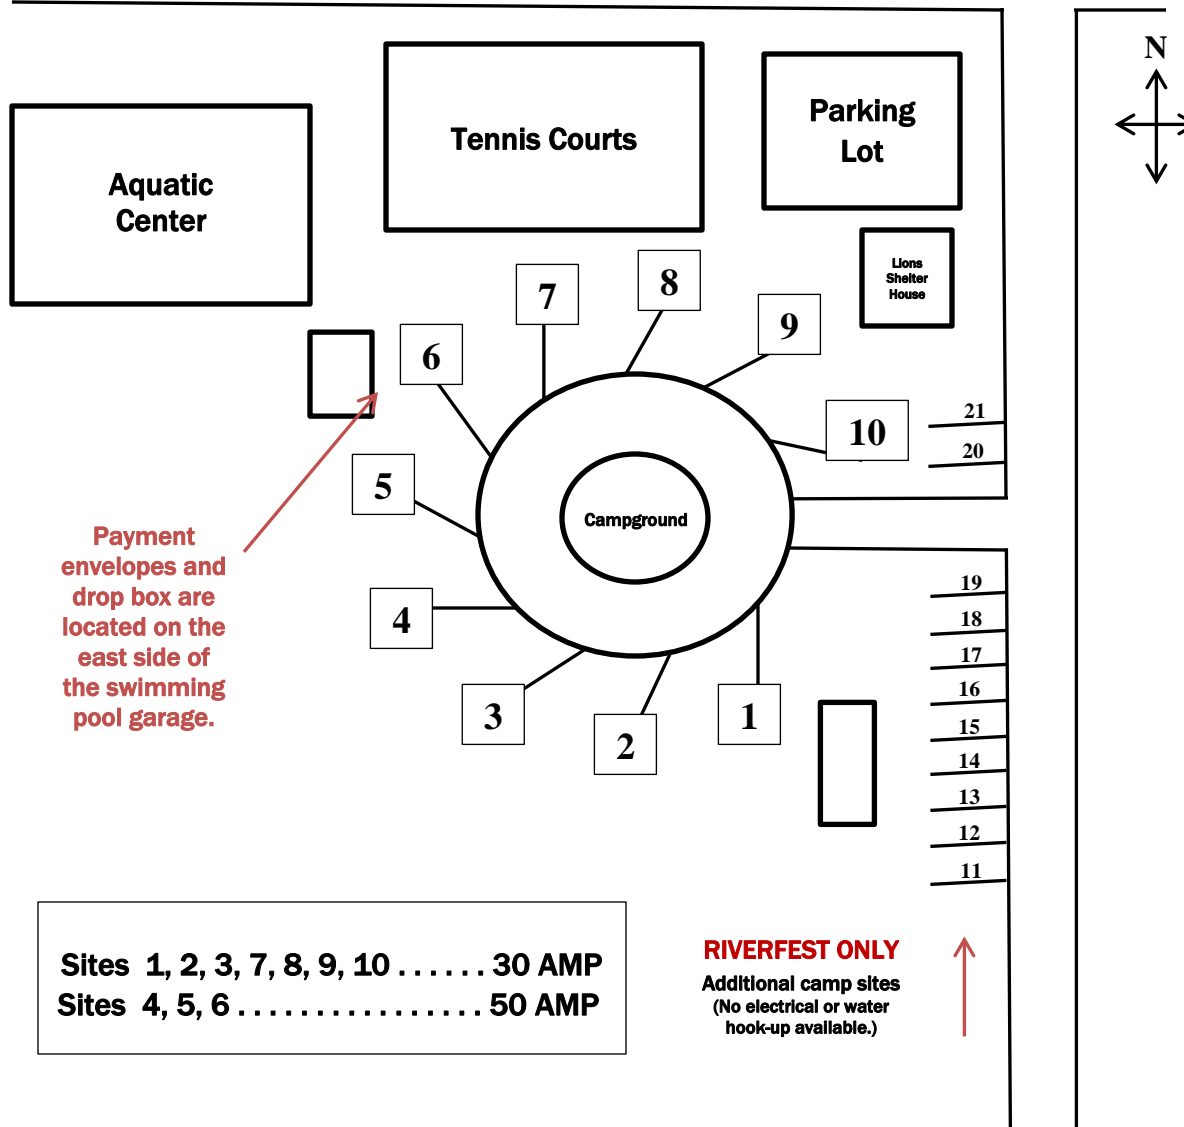 N
Tennis Courts
Parking
Lot
Aquatic
Center
Lions
Shelter
House
8
7
9
6
10
21
20
5
Campground
Payment
envelopes and
drop box are
located on the
east side of
the swimming
pool garage.
19
18
4
17
16
3
1
15
2
14
13
12
11
Sites 1, 2, 3, 7, 8, 9, 10 . . . . . . 30 AMP
Sites 4, 5, 6 . . . . . . . . . . . . . . . . 50 AMP
RIVERFEST ONLY
Additional camp sites
(No electrical or water
hook-up available.)